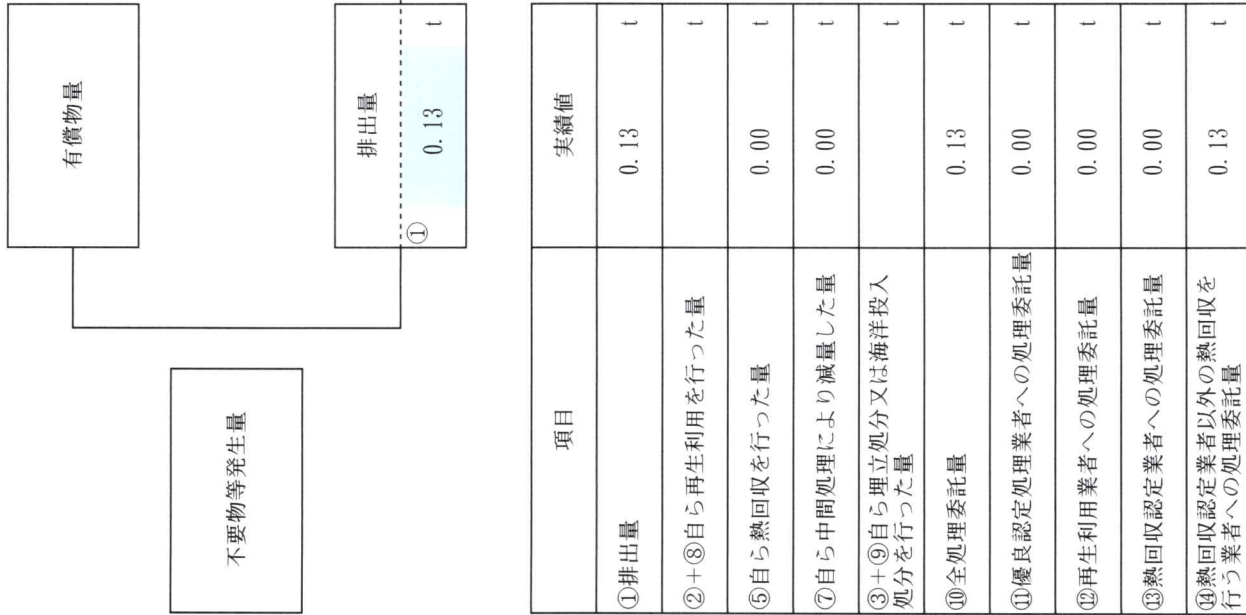 不要物等発生量
有償物量
排出量
① 0.13 t
項目 実績値
①排出量 0.13 t
②+⑧自ら再生利用を行った量 t
⑤自ら熱回収を行った量 0.00 t
⑦自ら中間処理により減量した量 0.00 t
③+⑨自ら埋立処分又は海洋投入
処分を行った量 t
⑩全処理委託量 0.13 t
⑪優良認定処理業者への処理委託量 0.00 t
⑫再生利用業者への処理委託量 0.00 t
⑬熱回収認定業者への処理委託量 0.00 t
⑭熱回収認定業者以外の熱回収を
行う業者への処理委託量 0.13 t